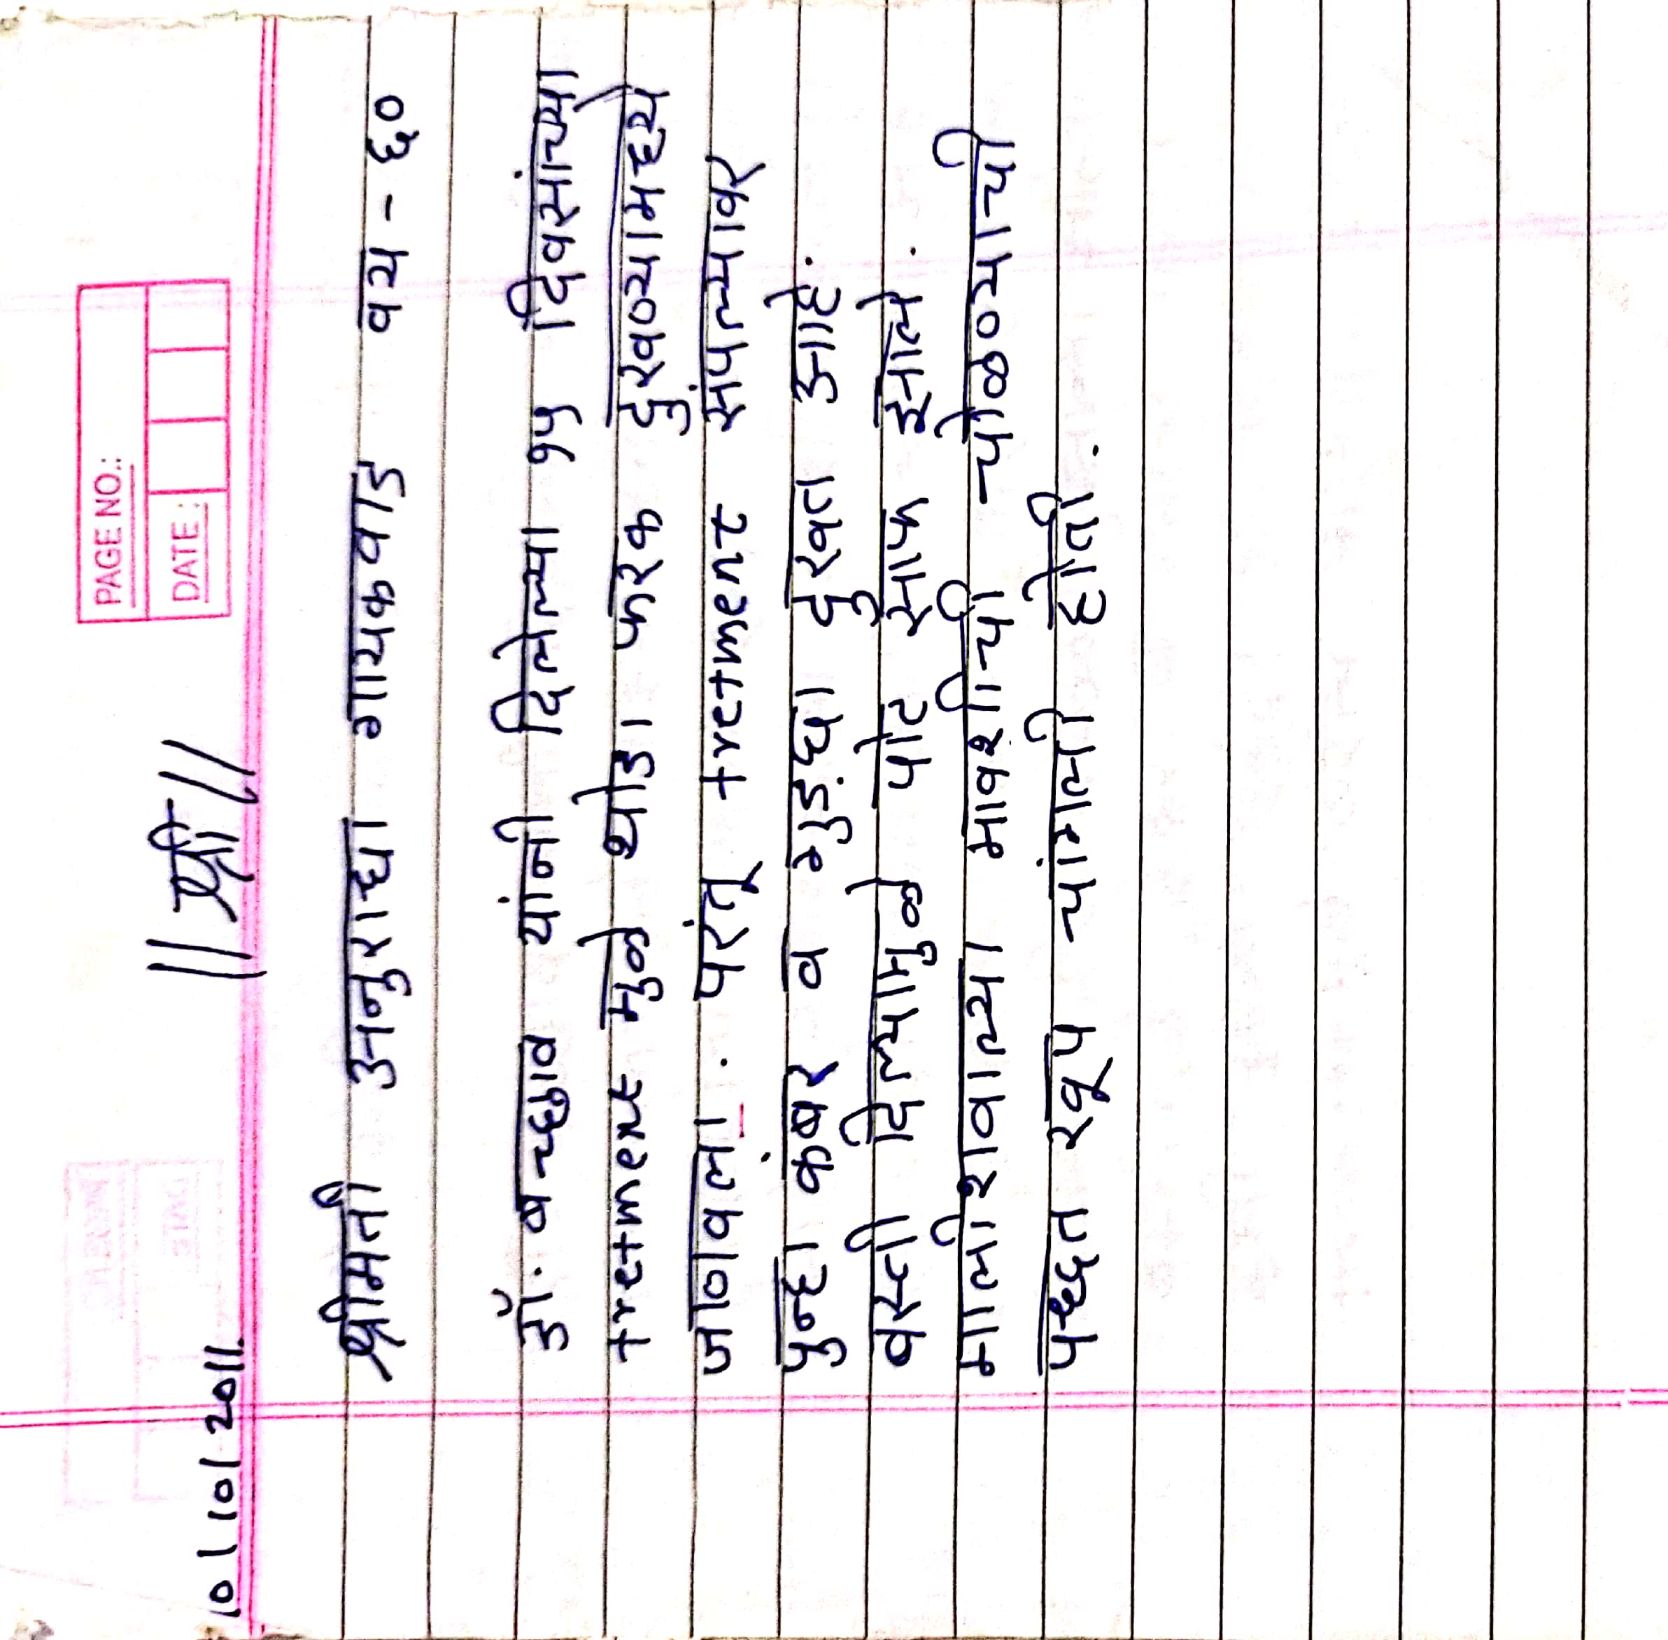 PAGE NO.:
DATE :
10/10/2011.
|| श्री ||
श्रीमती अनुराधा गायकवाड वय - ६०
डॉ. बच्छाव यांनी दिलेल्या १५ दिवसांच्या
tretment मुळे थोडा फरक दुखण्यामध्ये
जाणवला. परंतू tretment संपल्यावर
पुन्हा कंबर व गुडघा दुखत आहे.
वस्ती दिल्यामुळे पोट साफ झाले.
मालीशवाल्या मावशीची चोळण्याची
पध्दत खूप चांगली होती.